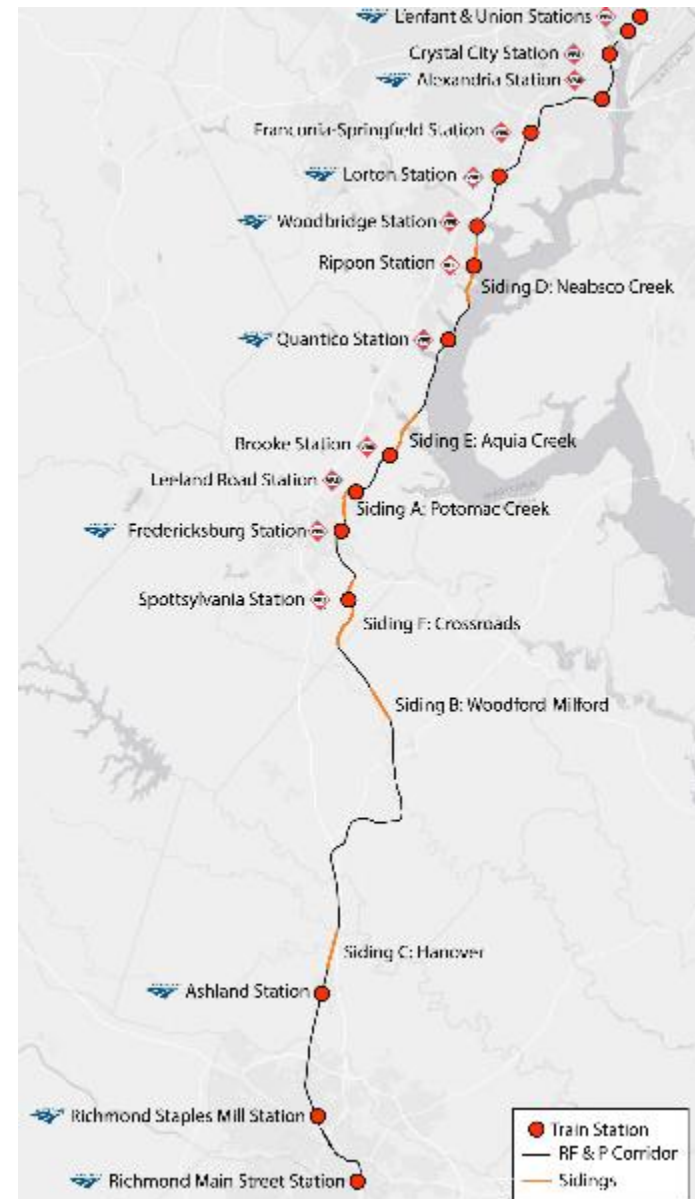 L'enfant & Union Stations
Crystal City Station
Alexandria Station
Franconia-Springfield Station
Lorton Station
Woodbridge Station
Rippon Station
Siding D: Neabsco Creek
Quantico Station
Brooke Station
Siding E: Aquia Creek
Leeland Road Station
Siding A: Potomac Creek
Fredericksburg Station
Spottsylvania Station
Siding F: Crossroads
Siding B: Woodford Milford
Siding C: Hanover
Ashland Station
Richmond Staples Mill Station
Richmond Main Street Station
Train Station
RF & P Corridor
Sidings